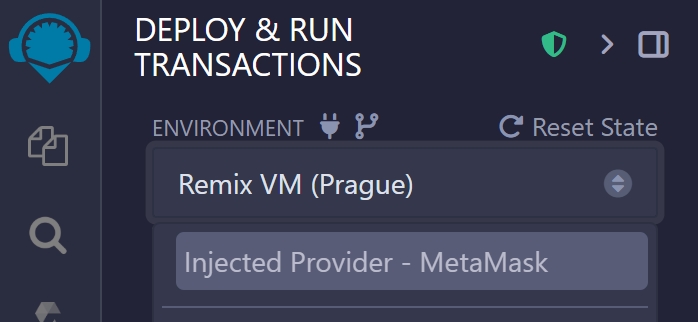 DEPLOY & RUN
TRANSACTIONS
ENVIRONMENT
Reset State
Remix VM (Prague)
Injected Provider - MetaMask